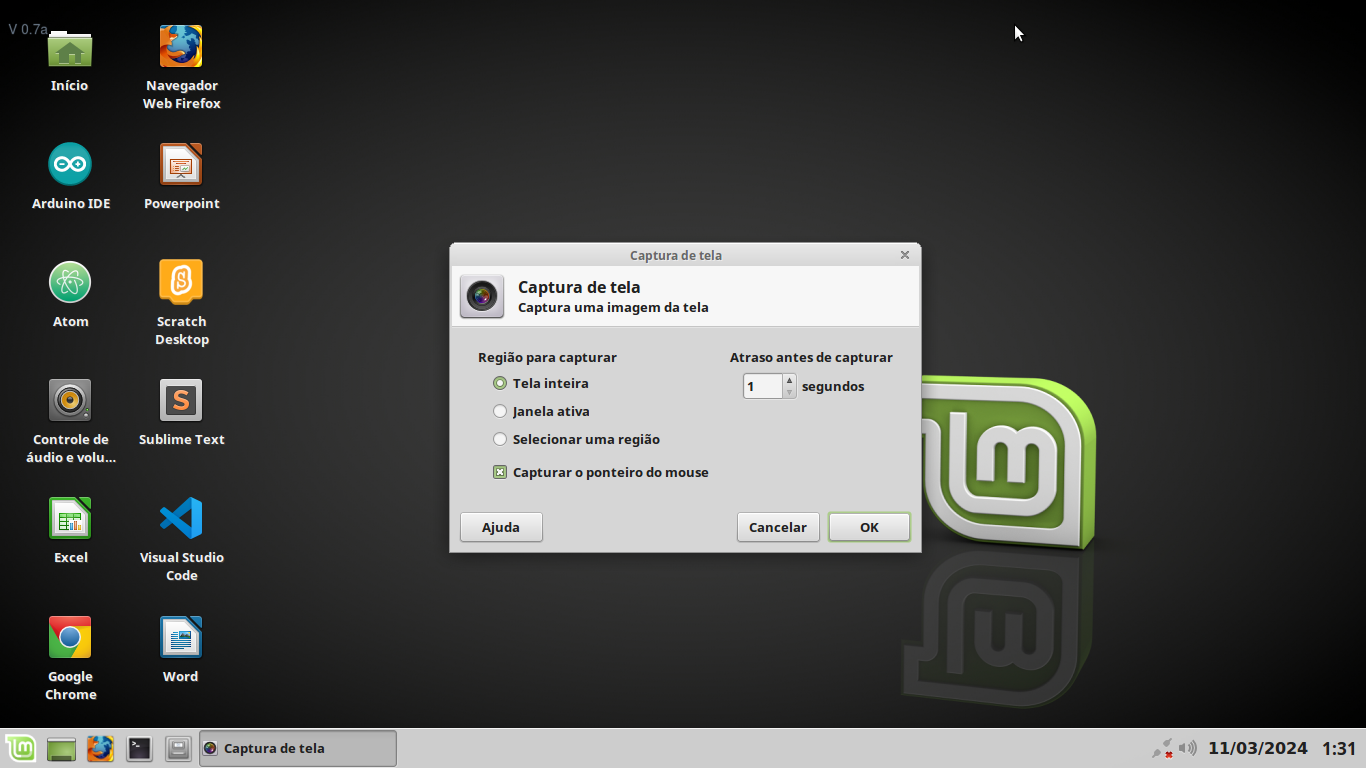 V 0.7a
Início
Navegador
Web Firefox
Arduino IDE
Powerpoint
Atom
Scratch
Desktop
Controle de
áudio e volu...
Sublime Text
Excel
Visual Studio
Code
Google
Chrome
Word
Captura de tela
Captura de tela
Captura uma imagem da tela
Região para capturar
Tela inteira
Janela ativa
Selecionar uma região
Capturar o ponteiro do mouse
Atraso antes de capturar
1 segundos
Ajuda
Cancelar
OK
Captura de tela
11/03/2024
1:31